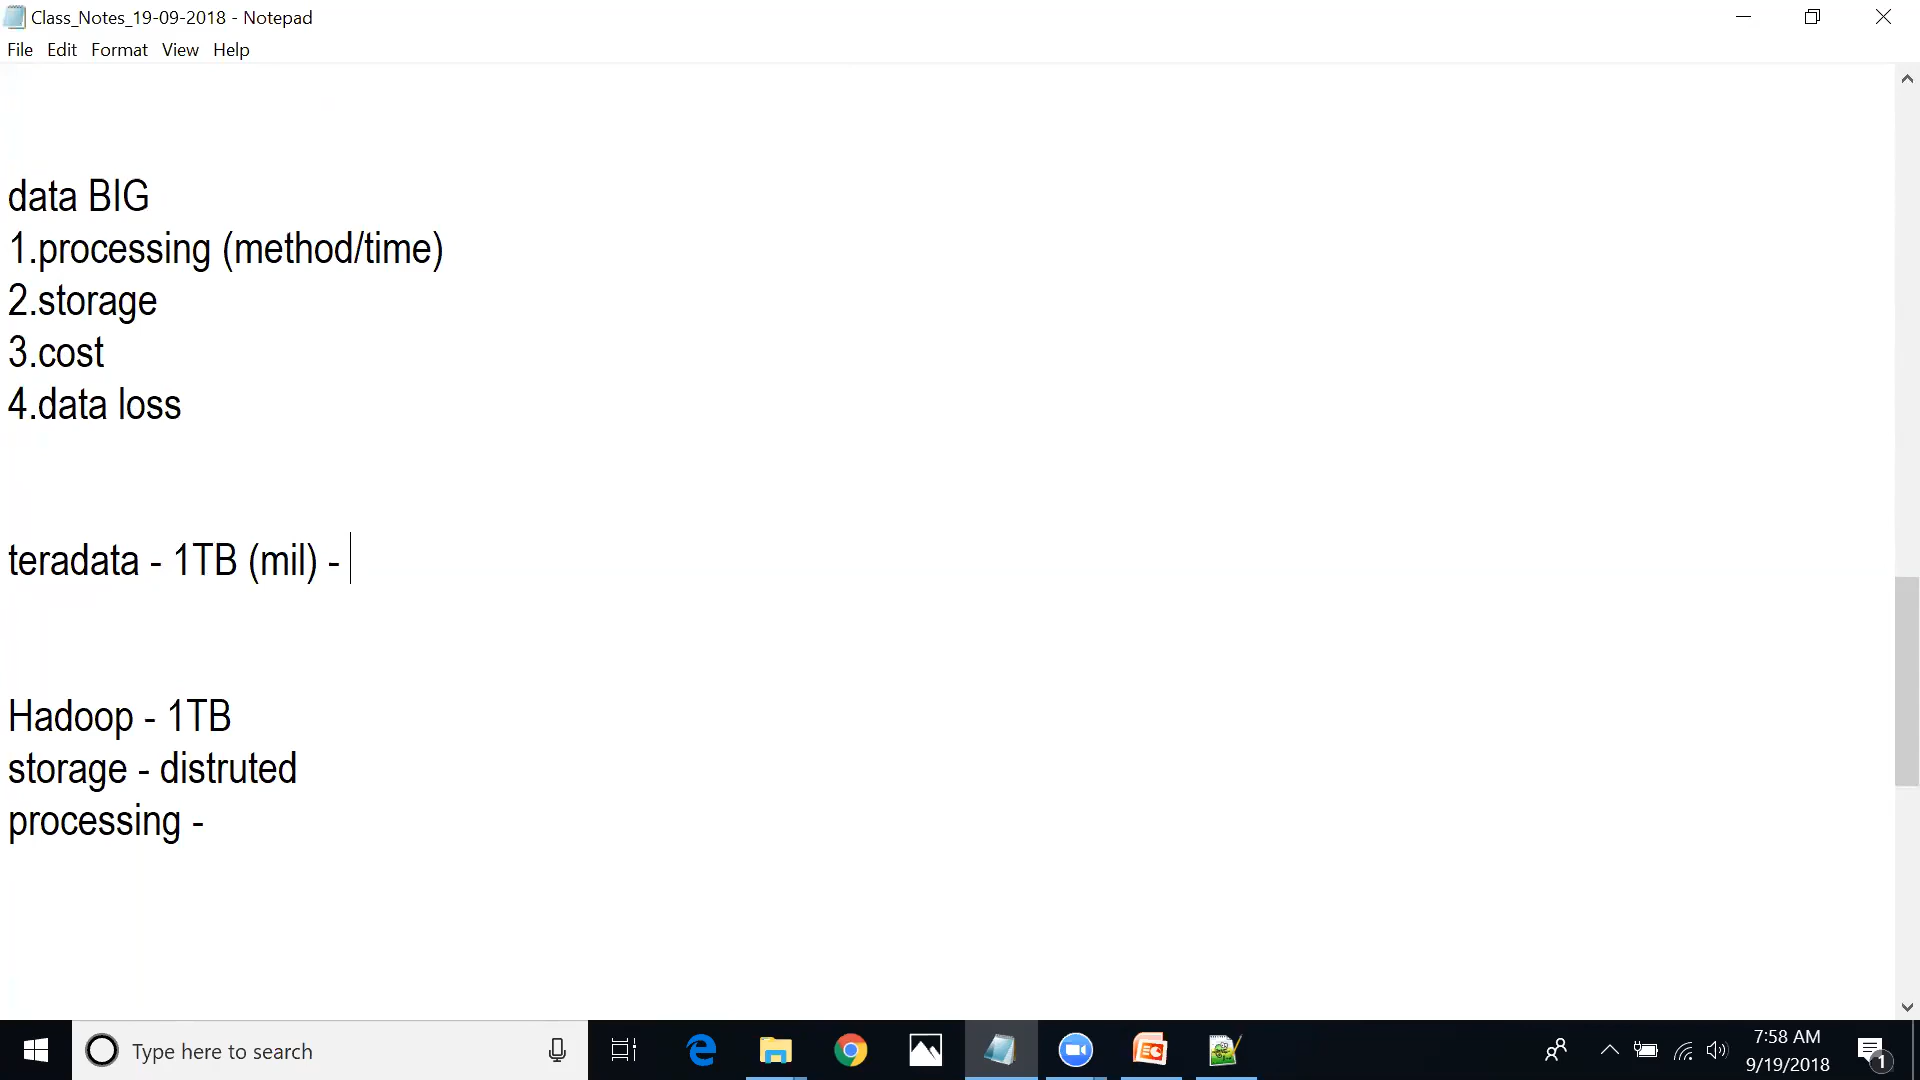 Class_Notes_19-09-2018 - Notepad
File Edit Format View Help
data BIG
1.processing (method/time)
2.storage
3.cost
4.data loss
teradata - 1TB (mil) -
Hadoop - 1TB
storage - distruted
processing -
Type here to search
7:58 AM
9/19/2018
1